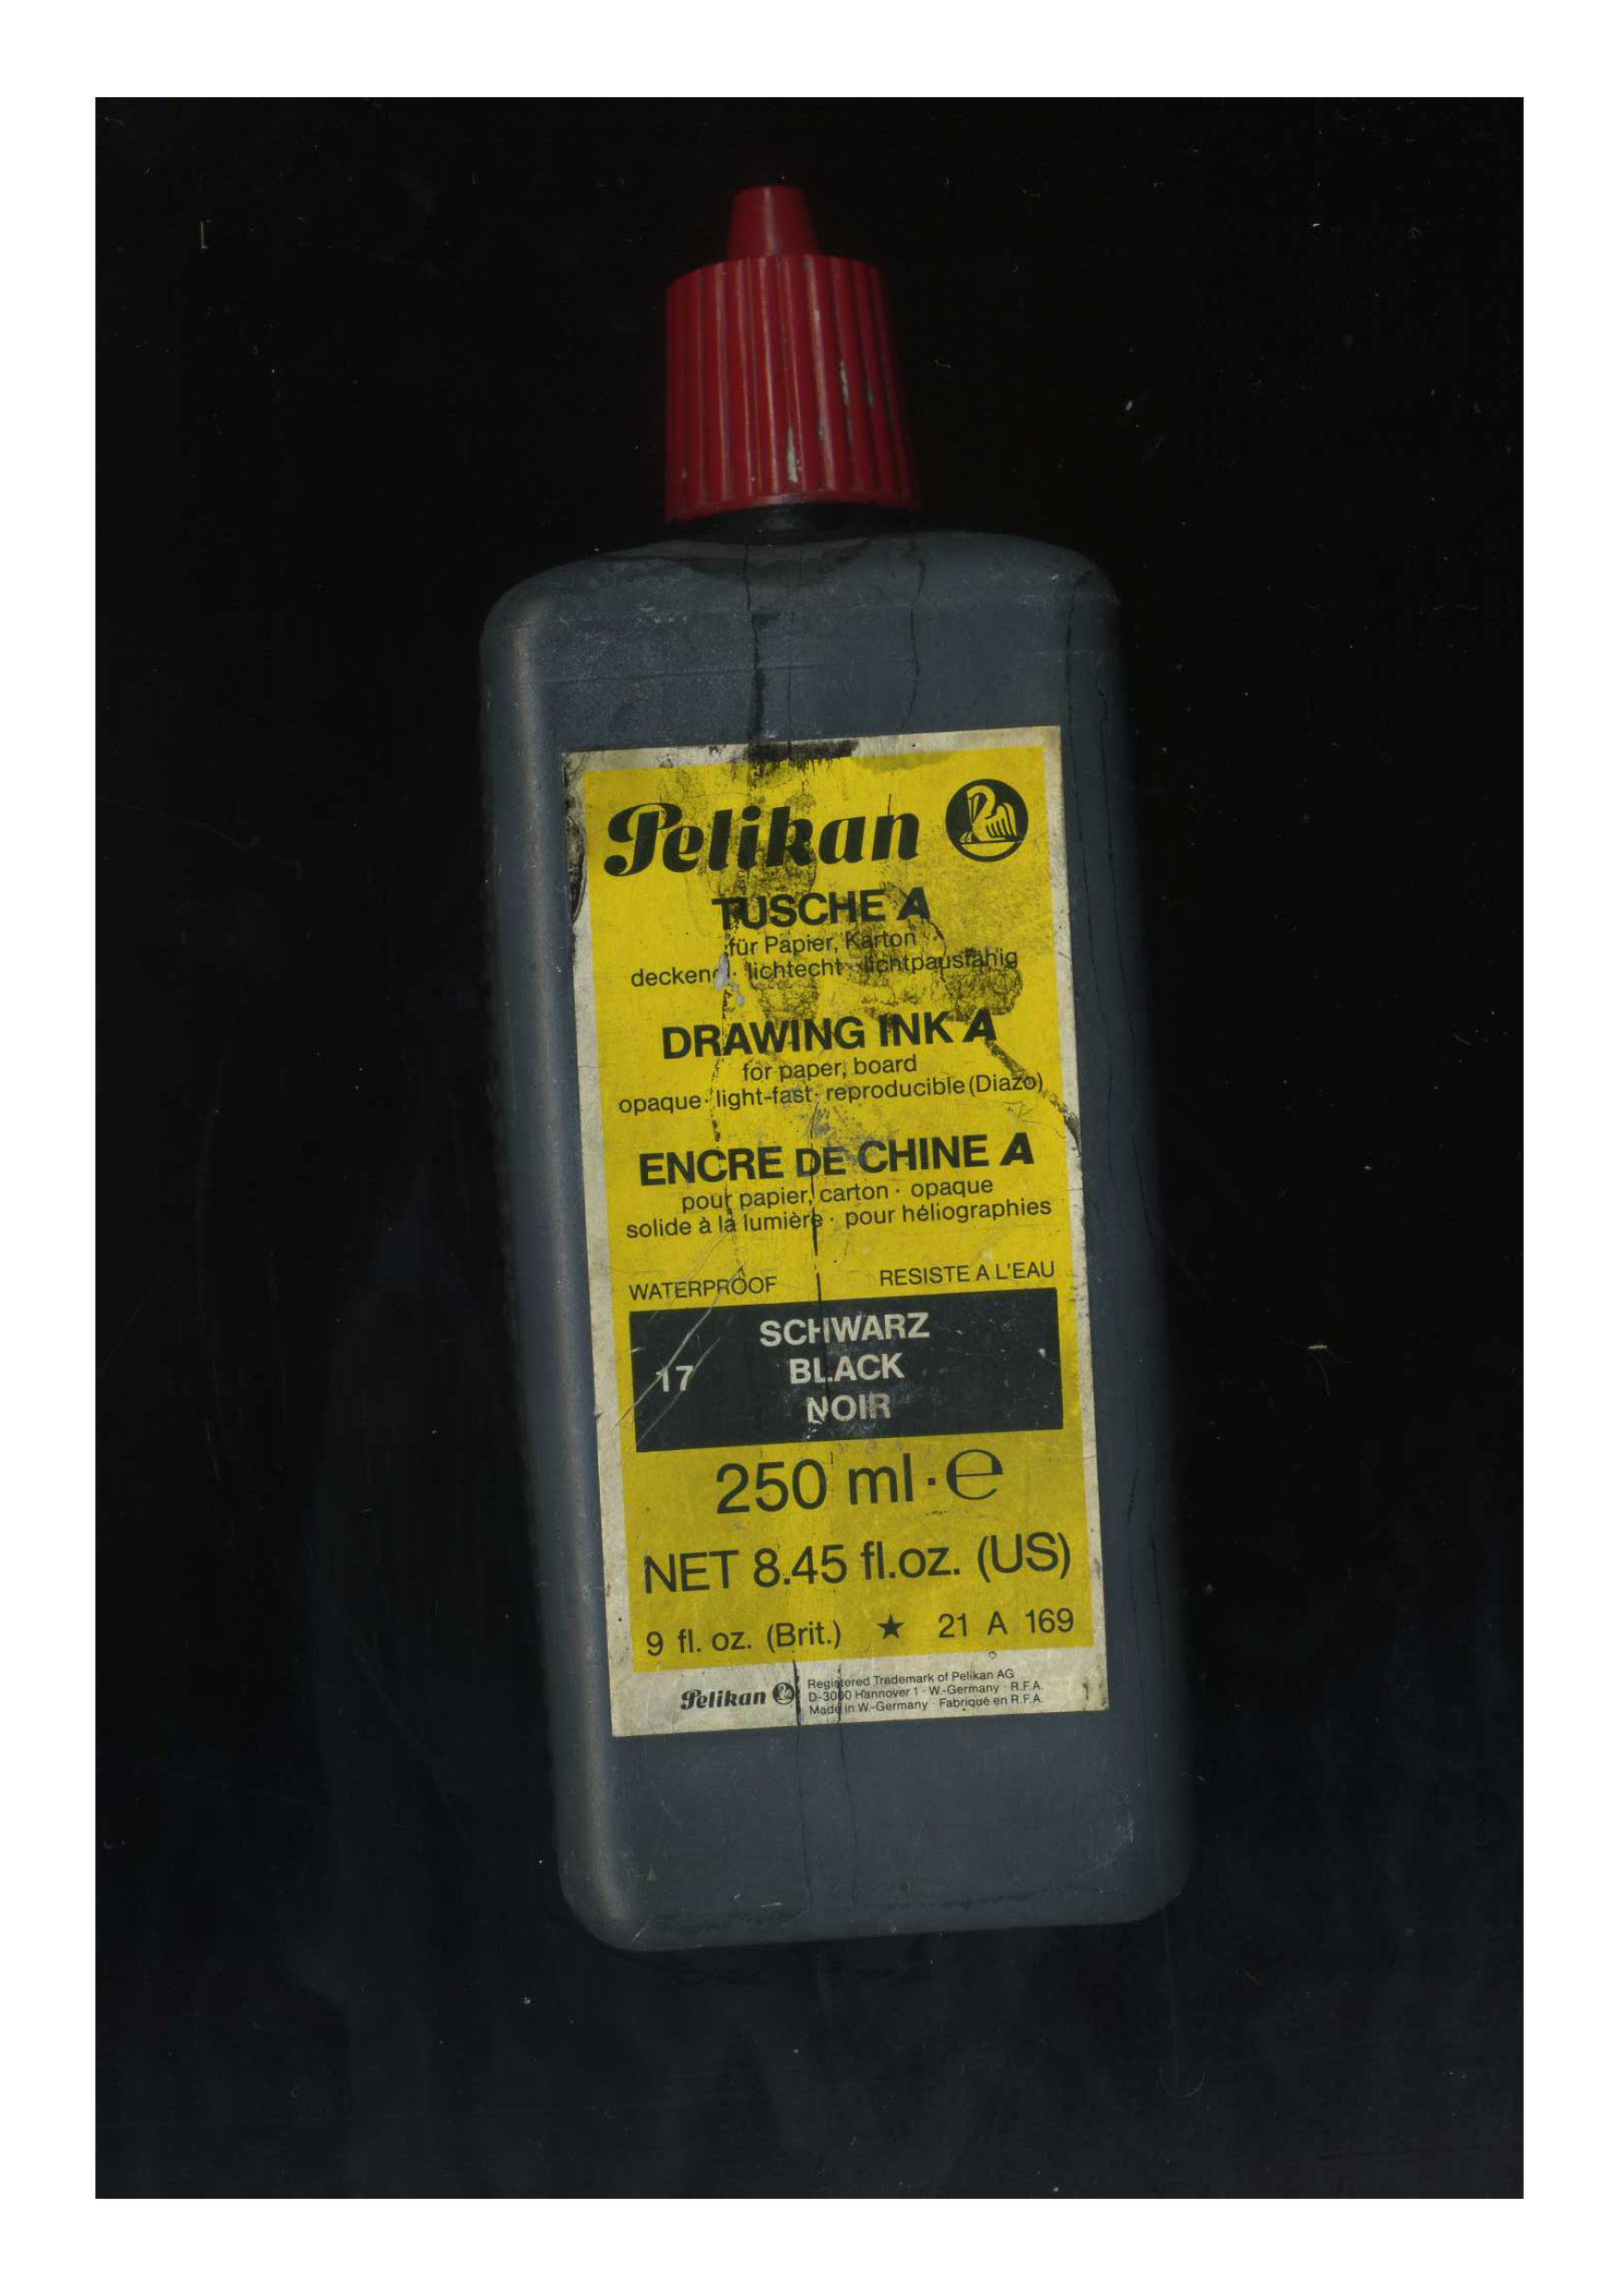 Pelikan
TUSCHE A
für Papier, Karton
deckend · lichtecht · lichtpausfähig
DRAWING INK A
for paper, board
opaque · light-fast · reproducible (Diazo)
ENCRE DE CHINE A
pour papier, carton · opaque
solide à la lumière · pour héliographies
WATERPROOF RESISTE A L'EAU
SCHWARZ
17 BLACK
NOIR
250 ml · e
NET 8.45 fl.oz. (US)
9 fl. oz. (Brit.) ★ 21 A 169
Pelikan
Registered Trademark of Pelikan AG
D-3000 Hannover 1 · W.-Germany · R.F.A.
Made in W.-Germany · Fabriqué en R.F.A.